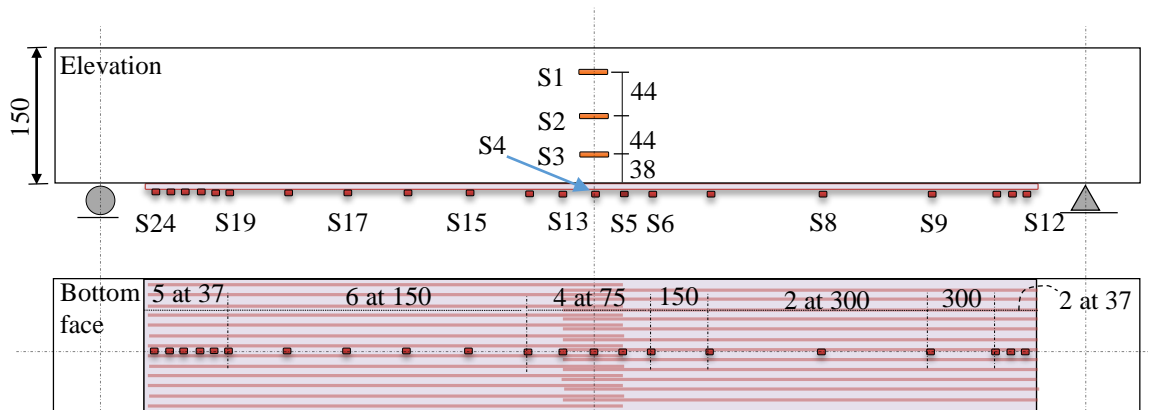 Elevation
150
S1
S2
S3
S4
44
44
38
S24
S19
S17
S15
S13
S5
S6
S8
S9
S12
Bottom
face
5 at 37
6 at 150
4 at 75
150
2 at 300
300
2 at 37